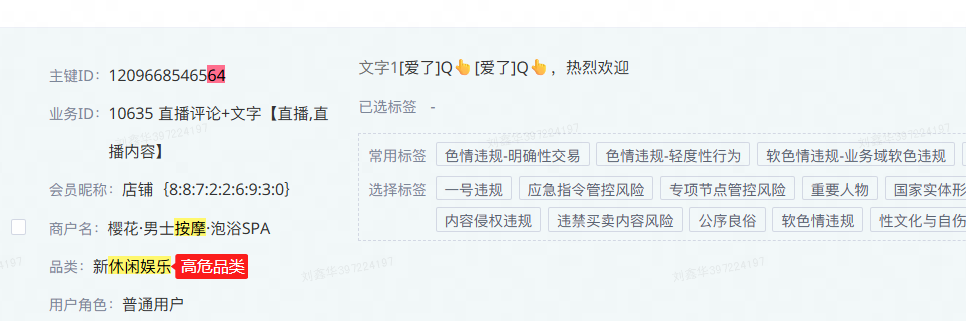 主键ID： 1209668546564
业务ID： 10635 直播评论+文字【直播,直
播内容】
会员昵称： 店铺｛8:8:7:2:2:6:9:3:0｝
商户名： 樱花·男士按摩·泡浴SPA
品类： 新休闲娱乐 高危品类
用户角色： 普通用户
文字1[爱了]Q👆 [爱了]Q👆，热烈欢迎
已选标签 -
常用标签 色情违规-明确性交易 色情违规-轻度性行为 软色情违规-业务域软色违规
选择标签 一号违规 应急指令管控风险 专项节点管控风险 重要人物 国家实体形
内容侵权违规 违禁买卖内容风险 公序良俗 软色情违规 性文化与自伤